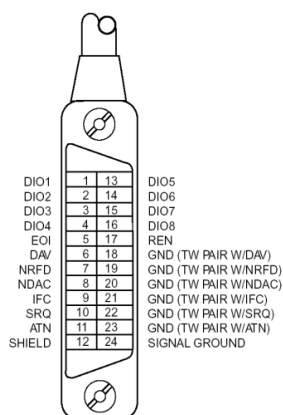 DIO1 1 13 DIO5
DIO2 2 14 DIO6
DIO3 3 15 DIO7
DIO4 4 16 DIO8
EOI 5 17 REN
DAV 6 18 GND (TW PAIR W/DAV)
NRFD 7 19 GND (TW PAIR W/NRFD)
NDAC 8 20 GND (TW PAIR W/NDAC)
IFC 9 21 GND (TW PAIR W/IFC)
SRQ 10 22 GND (TW PAIR W/SRQ)
ATN 11 23 GND (TW PAIR W/ATN)
SHIELD 12 24 SIGNAL GROUND